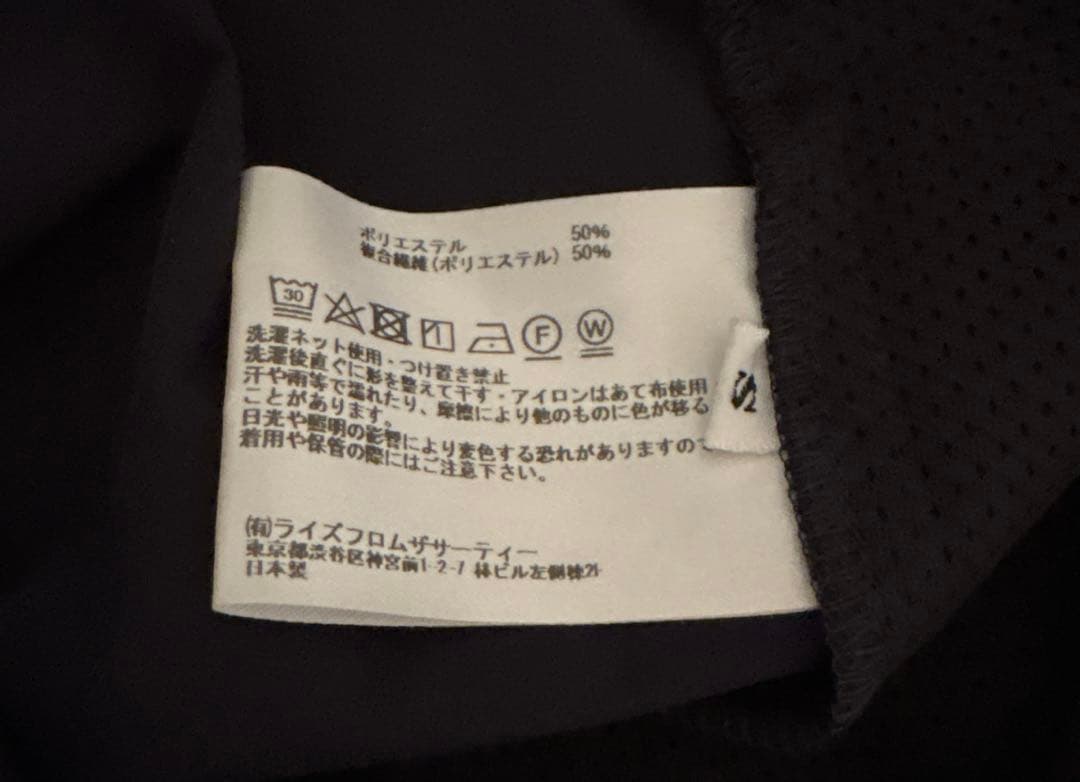 ポリエステル 50%
複合繊維(ポリエステル) 50%
30
F
W
洗濯ネット使用・つけ置き禁止
洗濯後直ぐに形を整えて干す・アイロンはあて布使用
汗や雨等で濡れたり、摩擦により他のものに色が移る
ことがあります。
日光や照明の影響により変色する恐れがありますので
着用や保管の際にはご注意下さい。
S
(有)ライズフロムザサーティー
東京都渋谷区神宮前1-2-7 林ビル左側棟2F
日本製